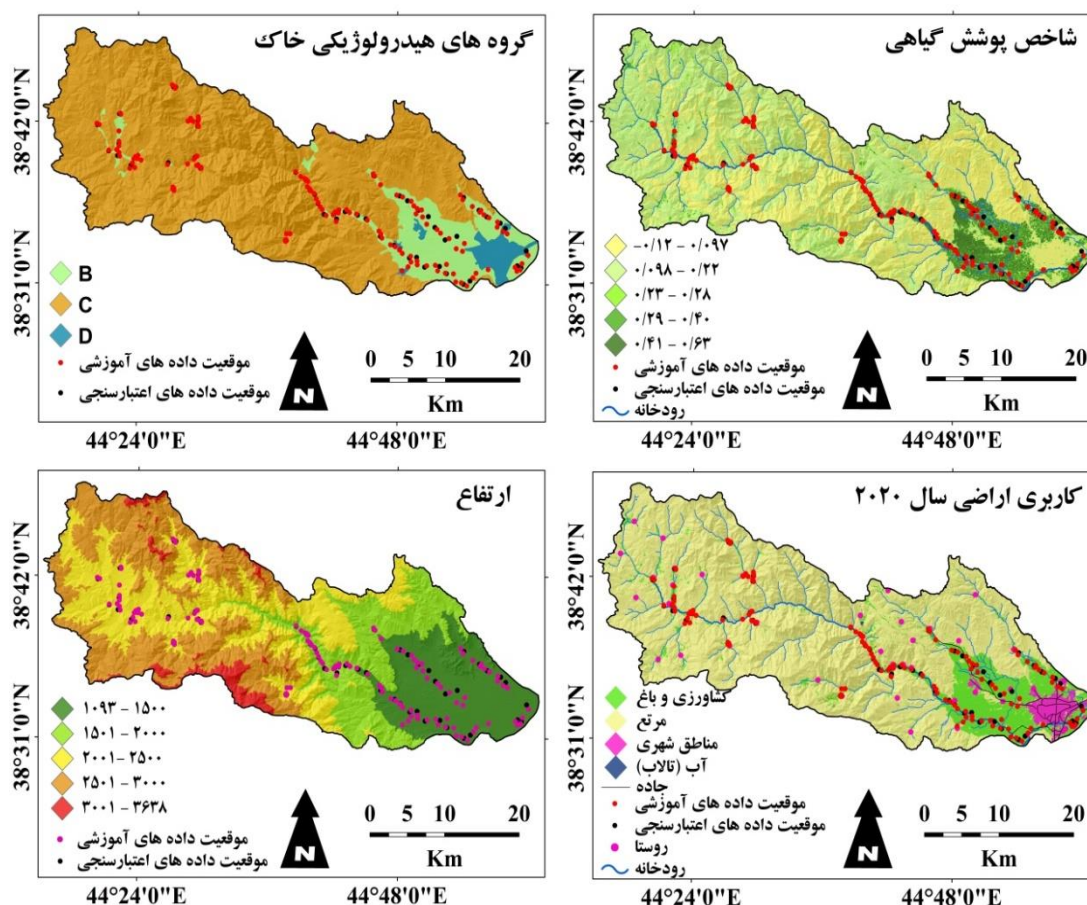 گروه های هیدرولوژیکی خاک
38°42'0"N
38°31'0"N
B
C
D
موقعیت داده های آموزشی
موقعیت داده های اعتبارسنجی
N
0 5 10 20
Km
44°24'0"E
44°48'0"E
شاخص پوشش گیاهی
38°42'0"N
38°31'0"N
-۰/۱۲ - ۰/۰۹۷
۰/۰۹۸ - ۰/۲۲
۰/۲۳ - ۰/۲۸
۰/۲۹ - ۰/۴۰
۰/۴۱ - ۰/۶۳
موقعیت داده های آموزشی
موقعیت داده های اعتبارسنجی
رودخانه
N
0 5 10 20
Km
44°24'0"E
44°48'0"E
ارتفاع
38°42'0"N
38°31'0"N
۱۰۹۳ - ۱۵۰۰
۱۵۰۱ - ۲۰۰۰
۲۰۰۱ - ۲۵۰۰
۲۵۰۱ - ۳۰۰۰
۳۰۰۱ - ۳۶۳۸
موقعیت داده های آموزشی
موقعیت داده های اعتبارسنجی
N
0 5 10 20
Km
44°24'0"E
44°48'0"E
کاربری اراضی سال ۲۰۲۰
38°42'0"N
38°31'0"N
کشاورزی و باغ
مرتع
مناطق شهری
آب (تالاب)
جاده
موقعیت داده های آموزشی
موقعیت داده های اعتبارسنجی
روستا
رودخانه
N
0 5 10 20
Km
44°24'0"E
44°48'0"E